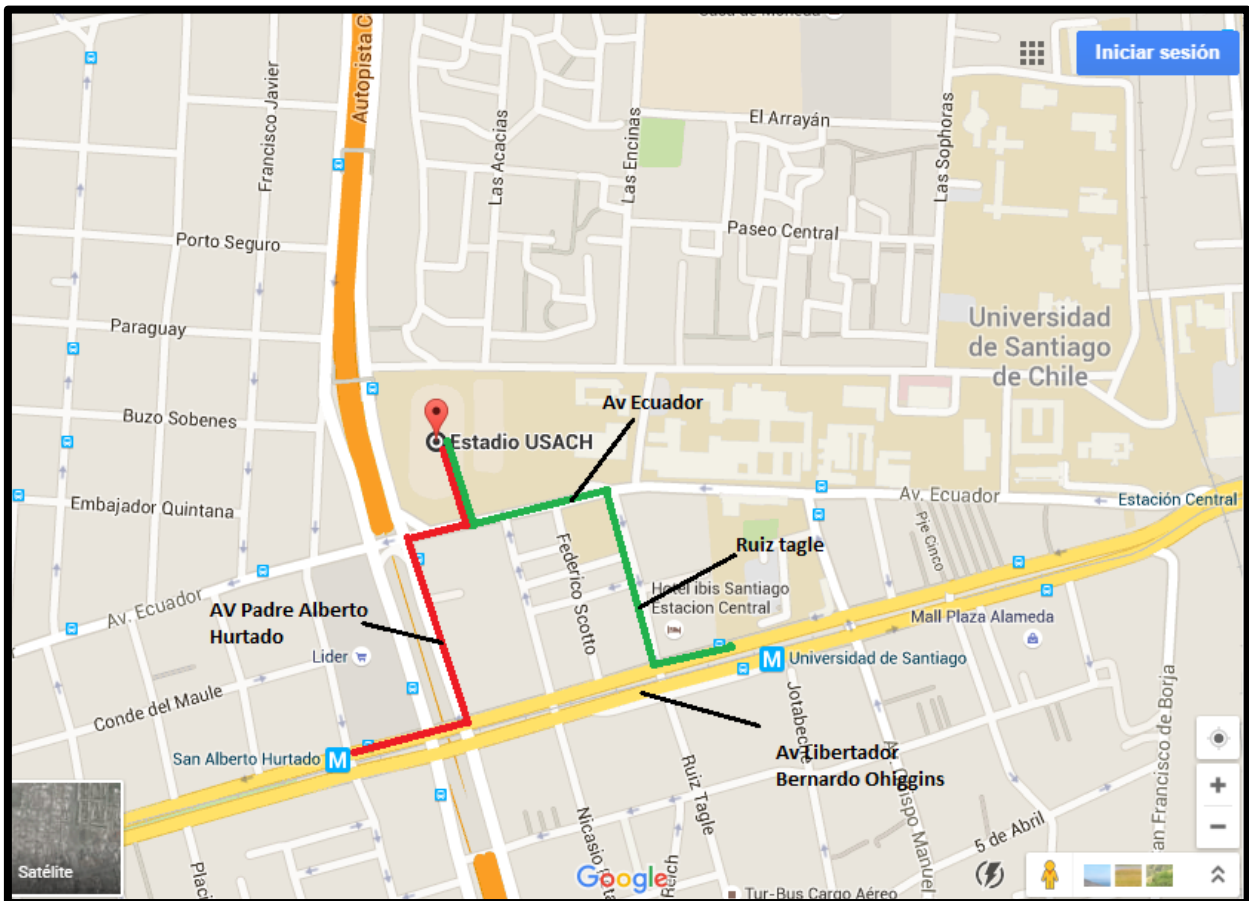 Iniciar sesión
Autopista C
Francisco Javier
Las Acacias
Las Encinas
El Arrayán
Las Sophoras
Porto Seguro
Paseo Central
Paraguay
Universidad
de Santiago
de Chile
Buzo Sobenes
Av Ecuador
Estadio USACH
Embajador Quintana
Av. Ecuador
Estación Central
Pje Cinco
Ruiz tagle
Federico Scotto
Hotel ibis Santiago
Estacion Central
Av. Ecuador
AV Padre Alberto
Hurtado
Mall Plaza Alameda
Lider
M Universidad de Santiago
Conde del Maule
San Alberto Hurtado M
Jotabeche
Av Libertador
Bernardo Ohiggins
San Francisco de Borja
Ruiz Tagle
Nicasio
Manuel
5 de Abril
Satélite
Google
Reich
Tur-Bus Cargo Aéreo